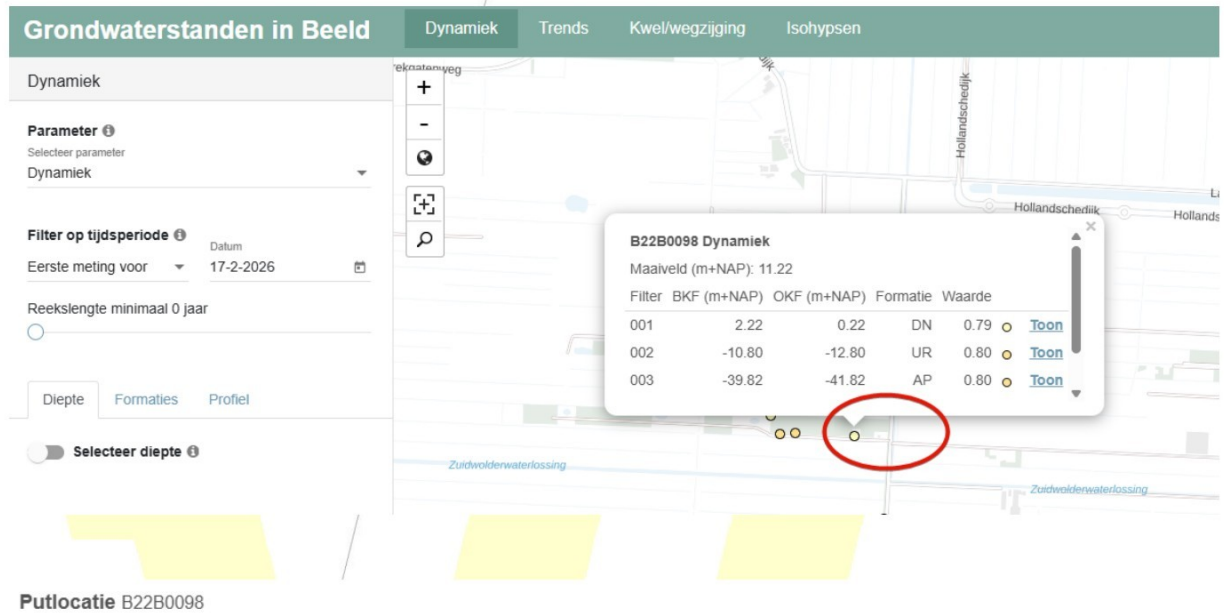 Grondwaterstanden in Beeld
Dynamiek Trends Kwel/wegzijging Isohypsen
Dynamiek
Parameter
Selecteer parameter
Dynamiek
Filter op tijdsperiode
Datum
Eerste meting voor 17-2-2026
Reekslengte minimaal 0 jaar
Diepte Formaties Profiel
Selecteer diepte
+
-
Hollandschedijk
Hollandschedijk
Hollands
B22B0098 Dynamiek
×
Maaiveld (m+NAP): 11.22
Filter BKF (m+NAP) OKF (m+NAP) Formatie Waarde
001 2.22 0.22 DN 0.79 Toon
002 -10.80 -12.80 UR 0.80 Toon
003 -39.82 -41.82 AP 0.80 Toon
Zuidwolderwaterlossing
Zuidwolderwaterlossing
Putlocatie B22B0098